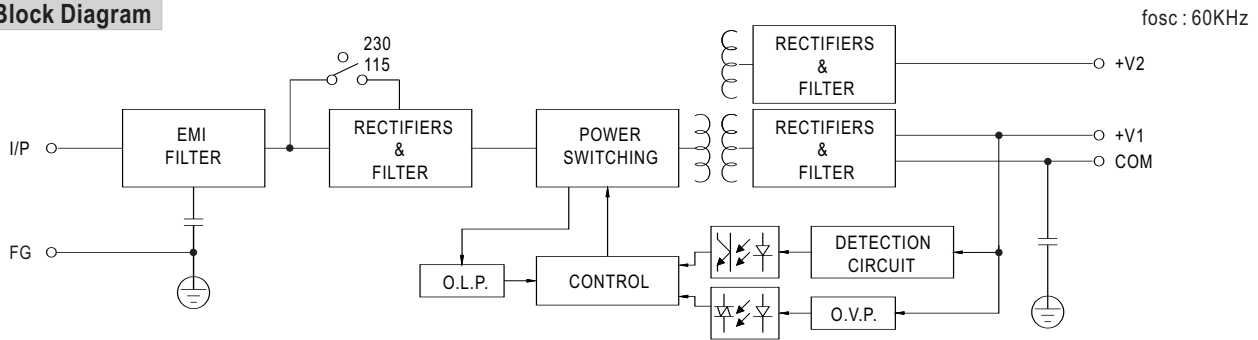 Block Diagram
fosc : 60KHz
230
115
I/P
EMI
FILTER
RECTIFIERS
&
FILTER
POWER
SWITCHING
RECTIFIERS
&
FILTER
+V2
RECTIFIERS
&
FILTER
+V1
COM
FG
O.L.P.
CONTROL
DETECTION
CIRCUIT
O.V.P.